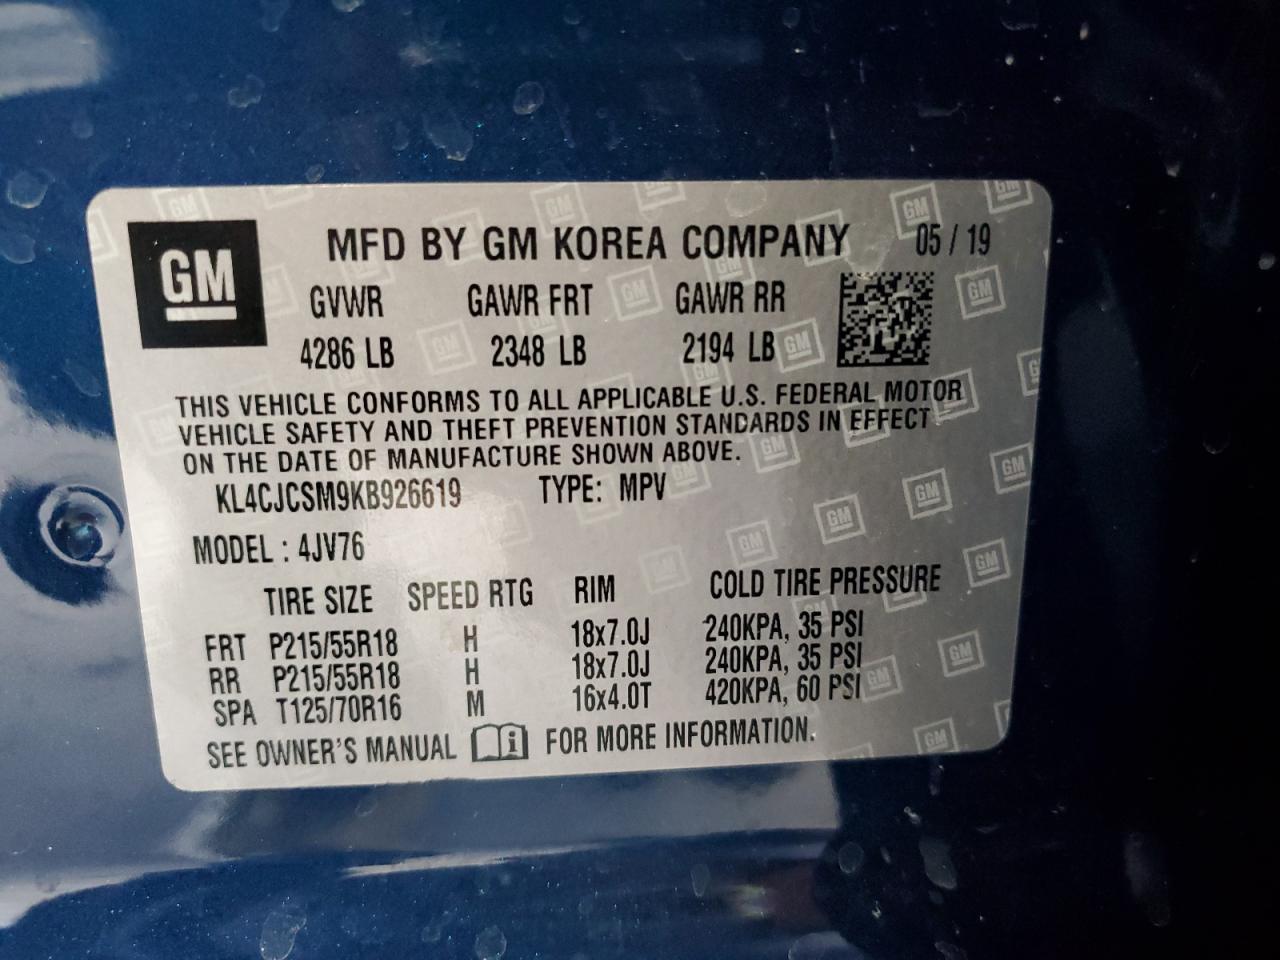 GM
MFD BY GM KOREA COMPANY 05 / 19
GVWR GAWR FRT GAWR RR
4286 LB 2348 LB 2194 LB
THIS VEHICLE CONFORMS TO ALL APPLICABLE U.S. FEDERAL MOTOR
VEHICLE SAFETY AND THEFT PREVENTION STANDARDS IN EFFECT
ON THE DATE OF MANUFACTURE SHOWN ABOVE.
KL4CJCSM9KB926619 TYPE: MPV
MODEL : 4JV76
TIRE SIZE SPEED RTG RIM COLD TIRE PRESSURE
FRT P215/55R18 H 18x7.0J 240KPA, 35 PSI
RR P215/55R18 H 18x7.0J 240KPA, 35 PSI
SPA T125/70R16 M 16x4.0T 420KPA, 60 PSI
SEE OWNER'S MANUAL i FOR MORE INFORMATION.